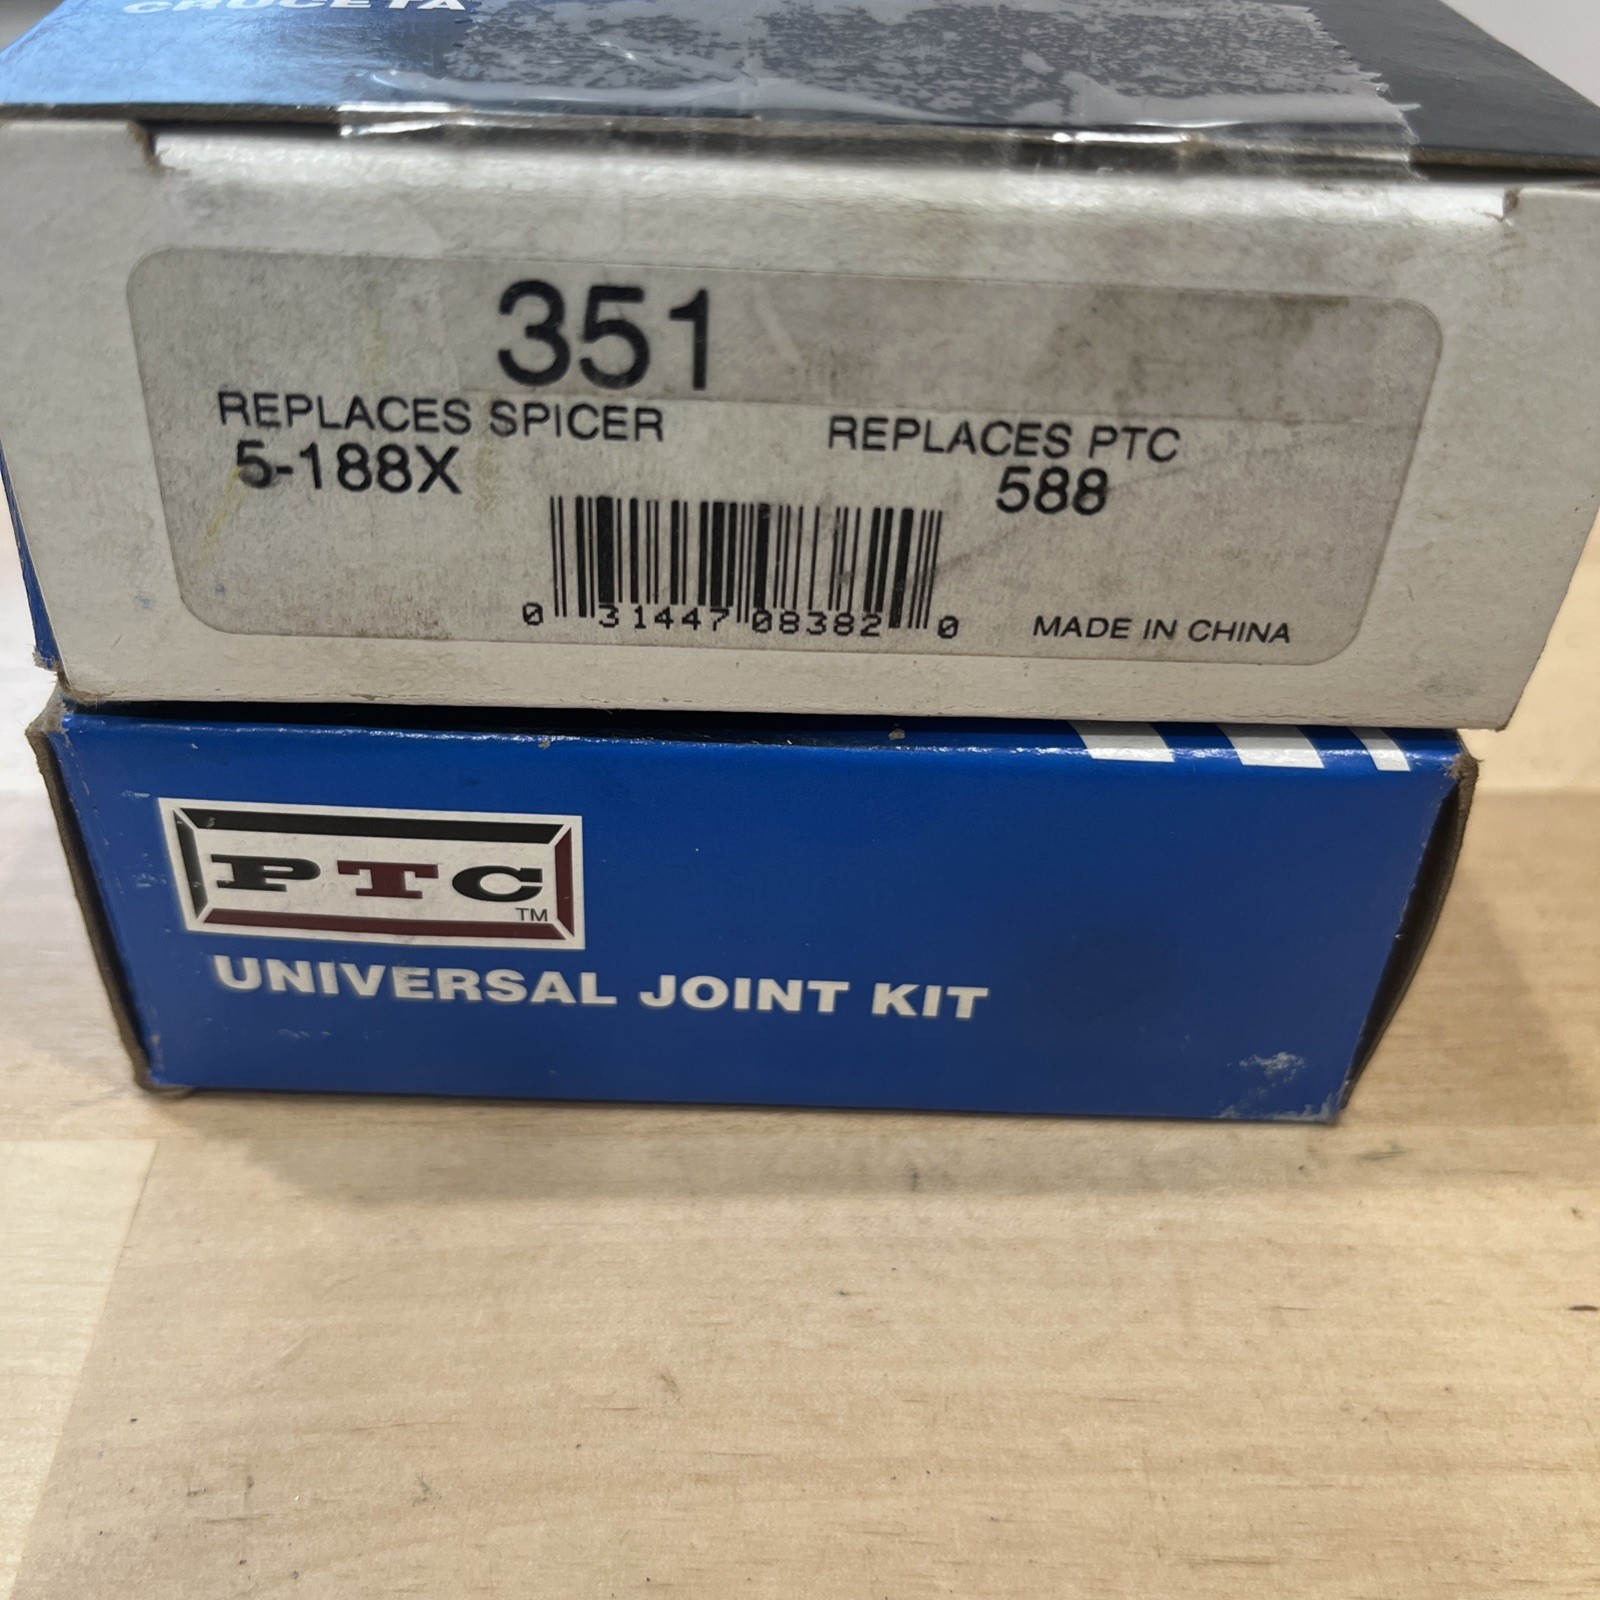 CRUCETA
351
REPLACES SPICER
5-188X
REPLACES PTC
588
0 31447 08382 0
MADE IN CHINA
PTC
TM
UNIVERSAL JOINT KIT